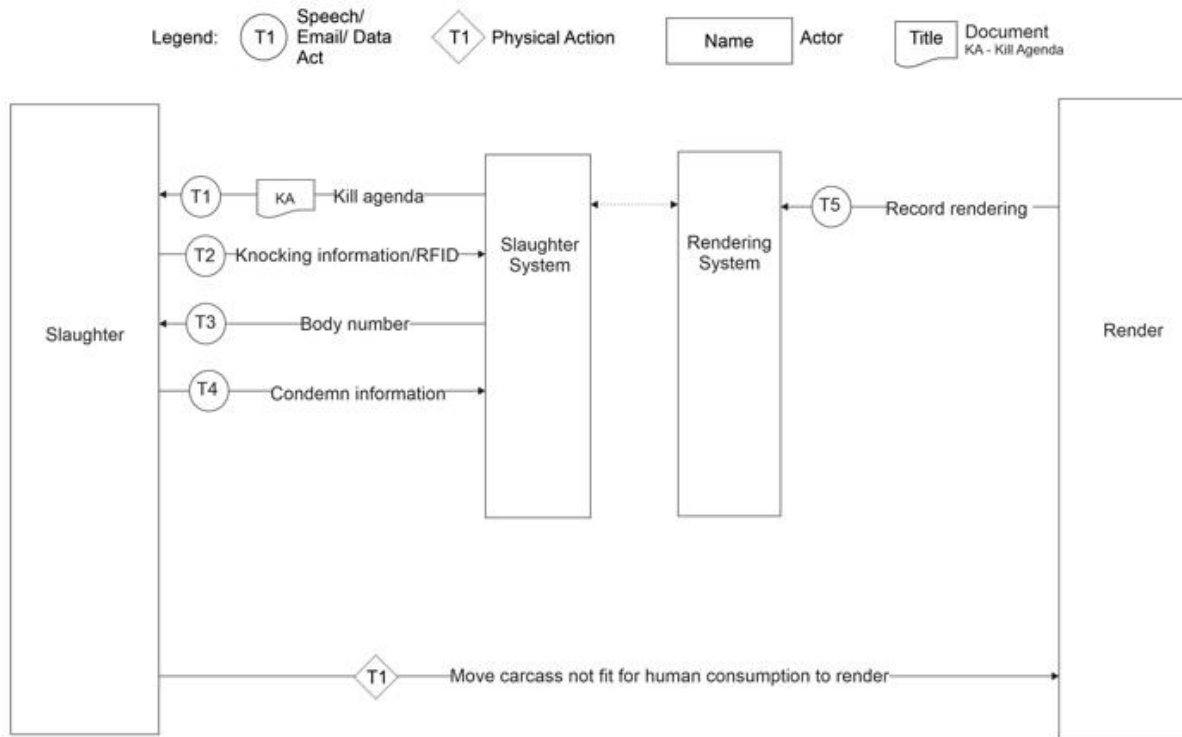 Legend:
T1
Speech/
Email/ Data
Act
T1
Physical Action
Name
Actor
Title
Document
KA - Kill Agenda
Slaughter
T1
KA
Kill agenda
T2
Knocking information/RFID
T3
Body number
T4
Condemn information
Slaughter
System
Rendering
System
T5
Record rendering
Render
T1
Move carcass not fit for human consumption to render